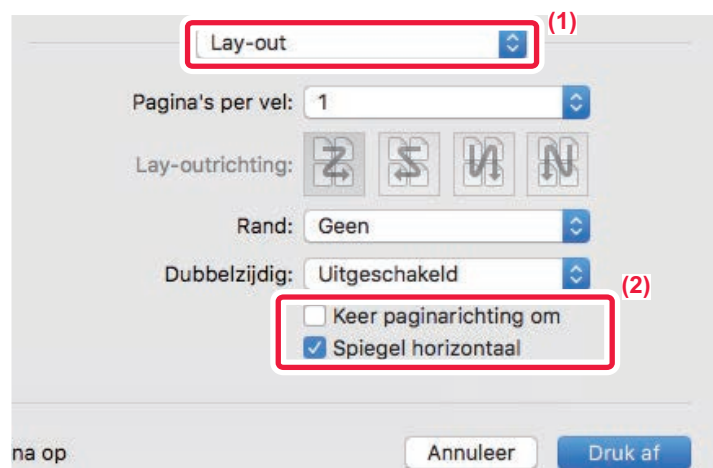 (1)
Lay-out
Pagina's per vel: 1
Lay-outrichting:
Rand: Geen
Dubbelzijdig: Uitgeschakeld
(2)
Keer paginarichting om
Spiegel horizontaal
na op Annuleer Druk af